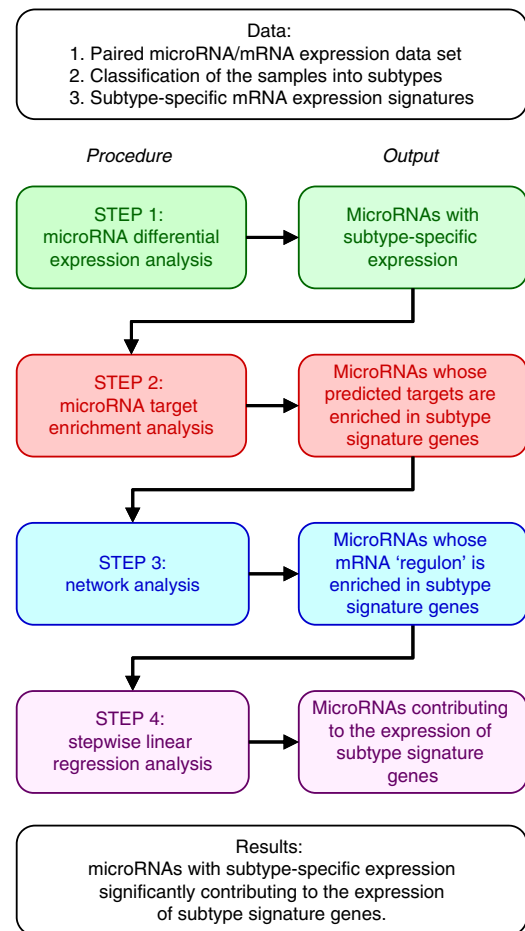 Data:
1. Paired microRNA/mRNA expression data set
2. Classification of the samples into subtypes
3. Subtype-specific mRNA expression signatures
Procedure
Output
STEP 1:
microRNA differential
expression analysis
MicroRNAs with
subtype-specific
expression
STEP 2:
microRNA target
enrichment analysis
MicroRNAs whose
predicted targets are
enriched in subtype
signature genes
STEP 3:
network analysis
MicroRNAs whose
mRNA ‘regulon’ is
enriched in subtype
signature genes
STEP 4:
stepwise linear
regression analysis
MicroRNAs contributing
to the expression of
subtype signature
genes
Results:
microRNAs with subtype-specific expression
significantly contributing to the expression
of subtype signature genes.